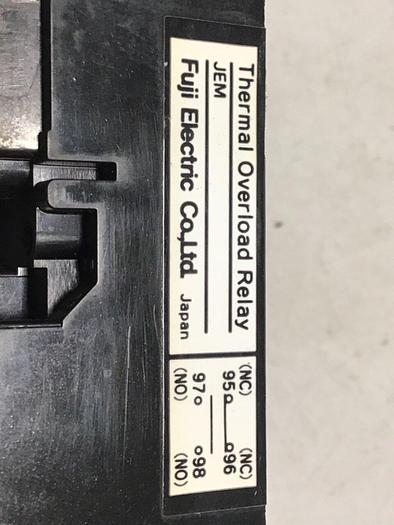 Thermal Overload Relay
JEM
Fuji Electric Co.,Ltd. Japan
(NC) (NC)
95 96
97 98
(NO) (NO)